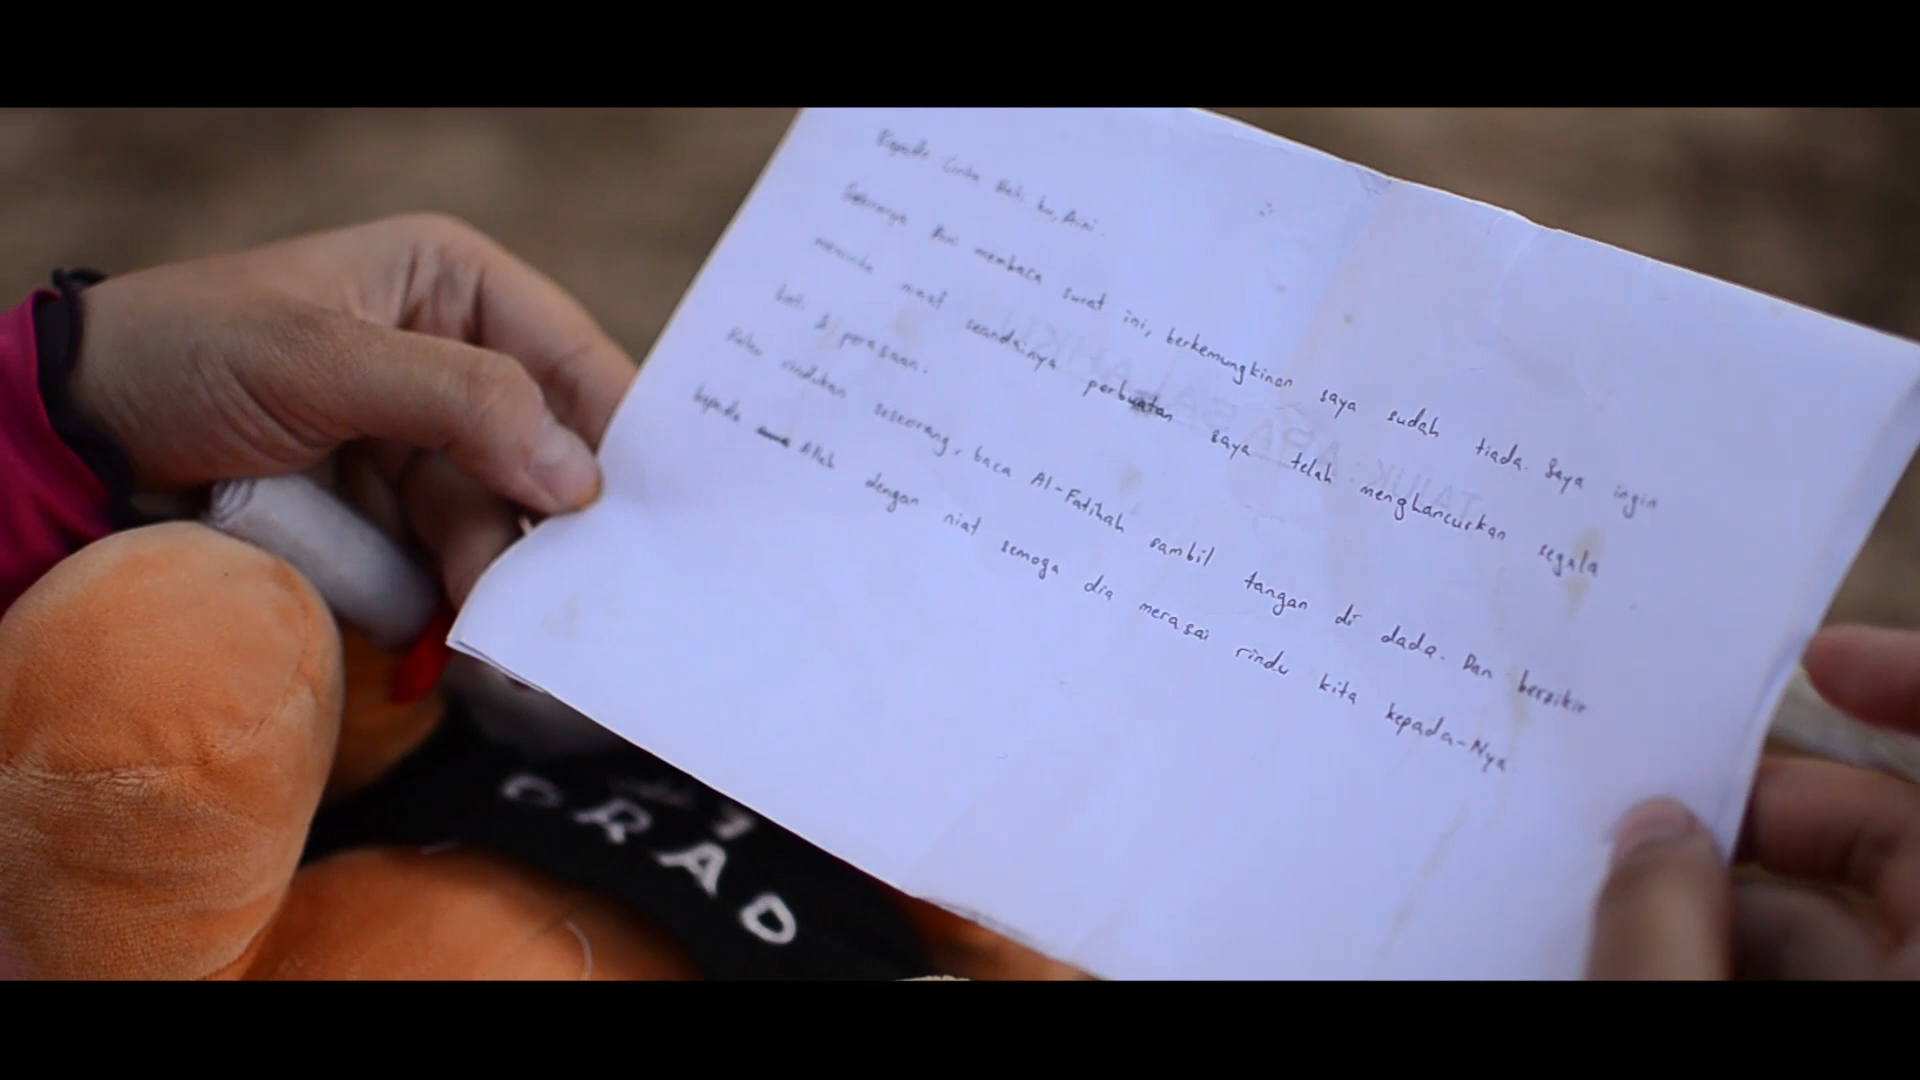 Kepada Cinta Hati ku, Aini
Sekiranya Aini membaca surat ini, berkemungkinan saya sudah tiada. Saya ingin
meminta maaf seandainya perbuatan saya telah menghancurkan segala
hati & perasaan.
Kalau rindukan seseorang, baca Al-Fatihah sambil tangan di dada. Dan berzikir
kepada Allah dengan niat semoga dia merasai rindu kita kepada-Nya
GRAD